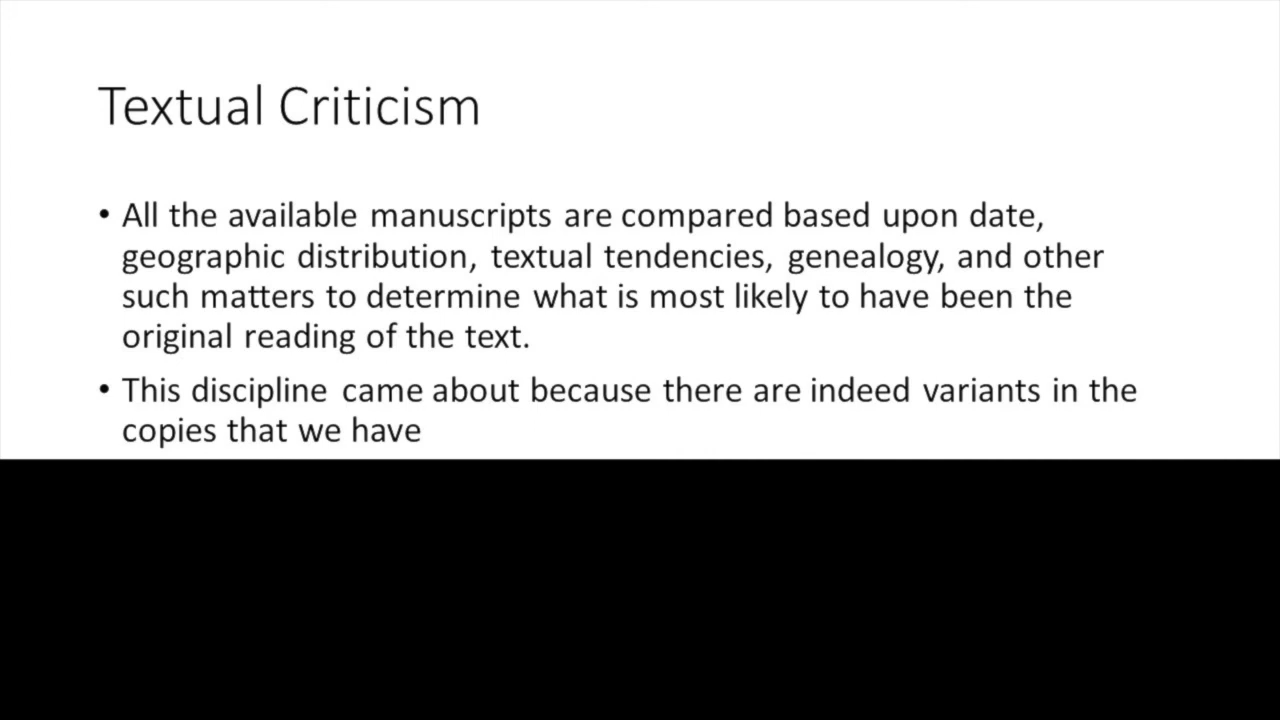 Textual Criticism
• All the available manuscripts are compared based upon date,
geographic distribution, textual tendencies, genealogy, and other
such matters to determine what is most likely to have been the
original reading of the text.
• This discipline came about because there are indeed variants in the
copies that we have